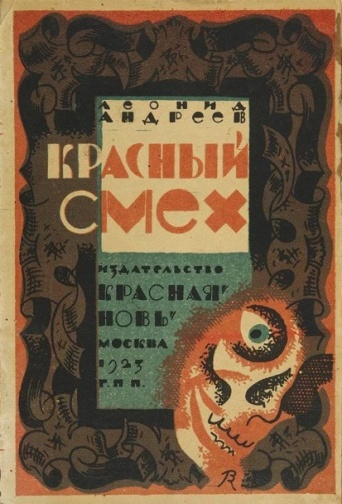 ЛЕОНИД
АНДРЕЕВ
КРАСНЫЙ
СМЕХ
ИЗДАТЕЛЬСТВО
КРАСНАЯ
НОВЬ"
МОСКВА
1923
Г.П.П.